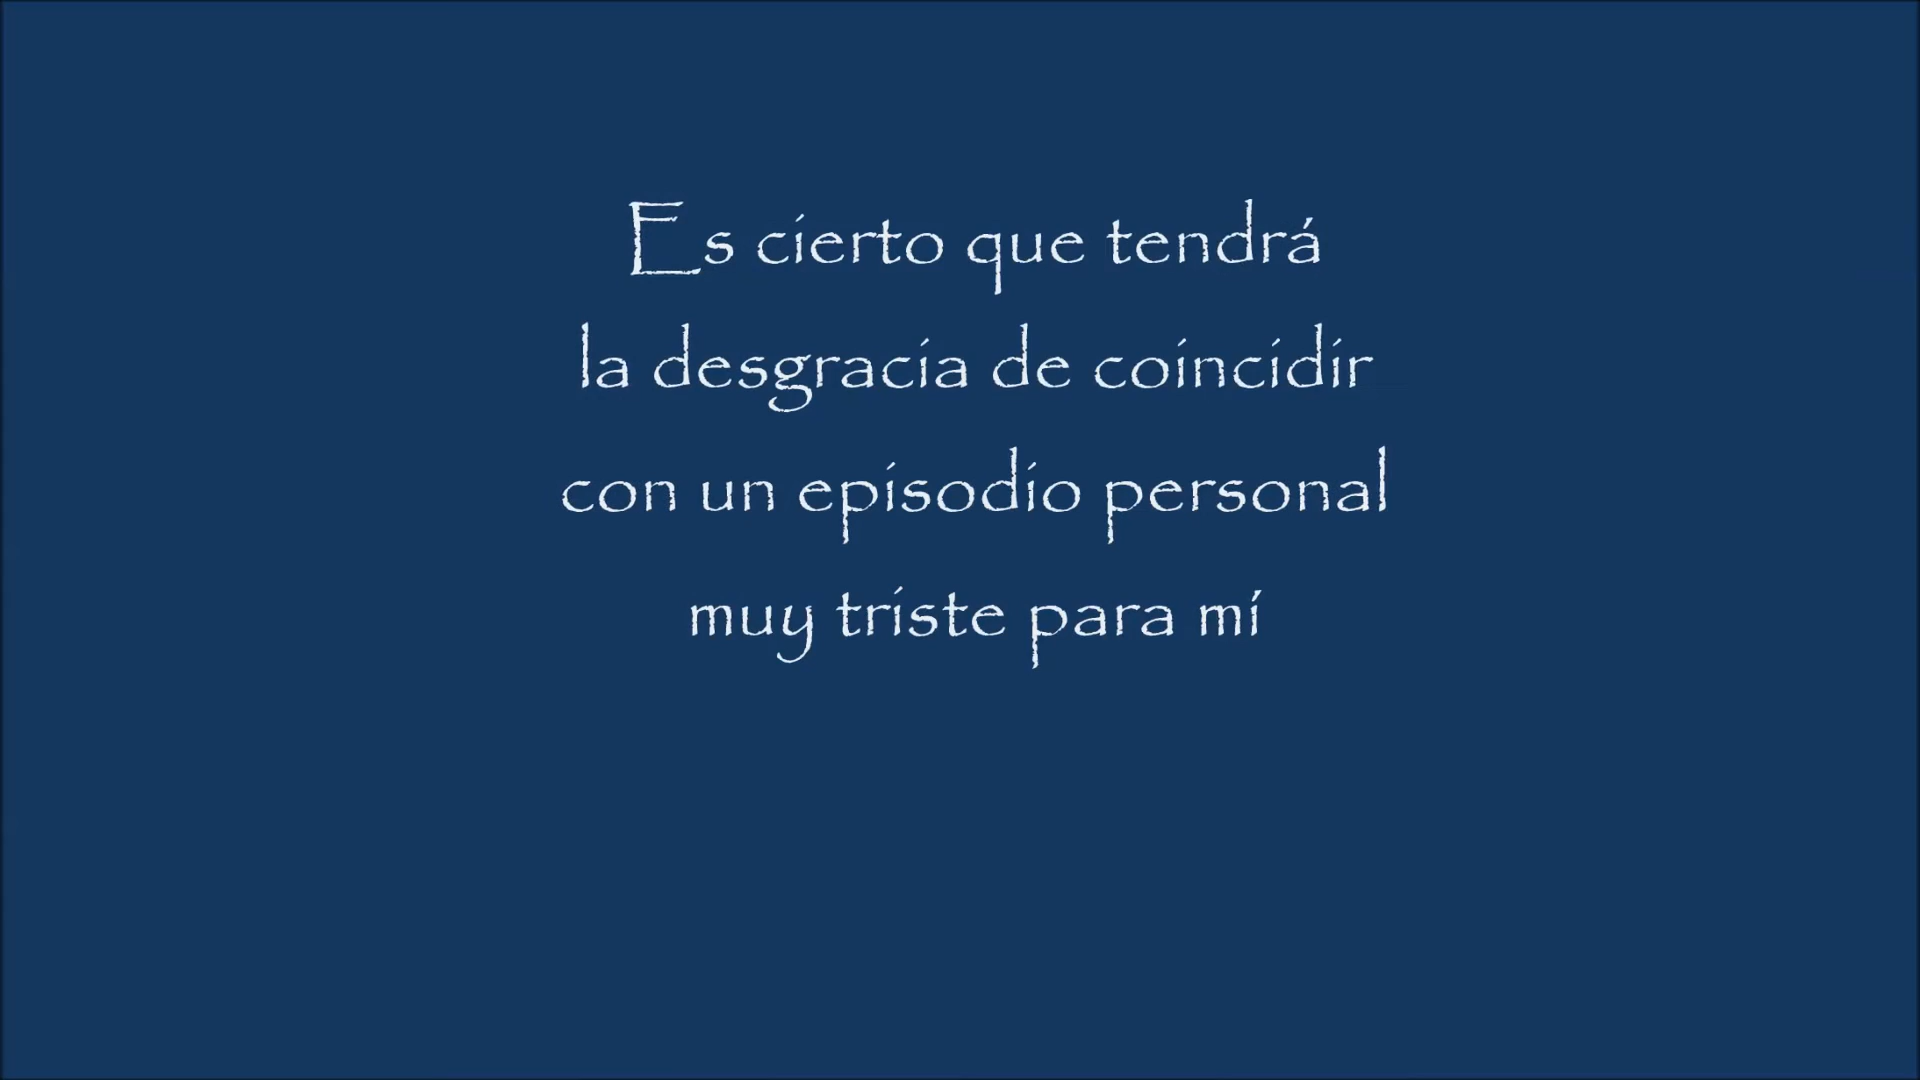 Es cierto que tendrá
la desgracia de coincidir
con un episodio personal
muy triste para mí